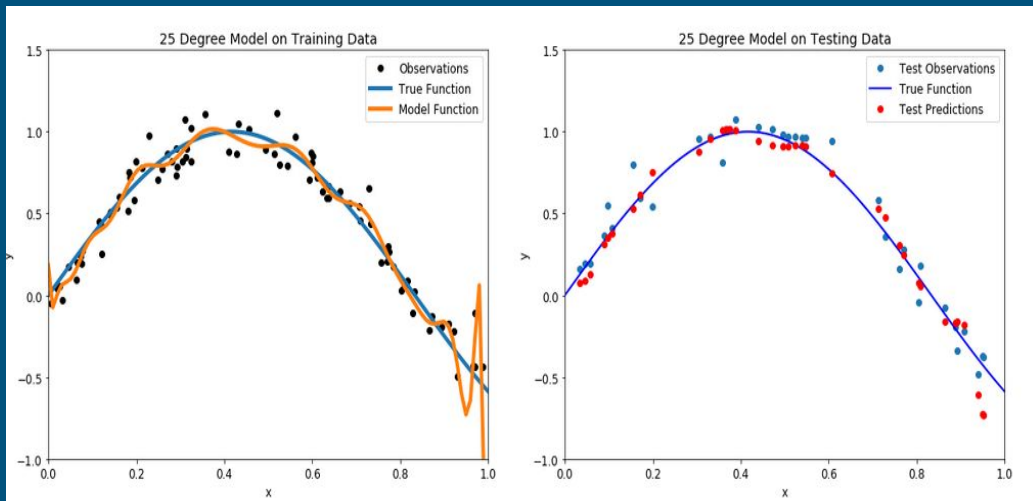 25 Degree Model on Training Data
1.5
1.0
0.5
0.0
−0.5
−1.0
y
0.0 0.2 0.4 0.6 0.8 1.0
x
Observations
True Function
Model Function
25 Degree Model on Testing Data
1.5
1.0
0.5
0.0
−0.5
−1.0
y
0.0 0.2 0.4 0.6 0.8 1.0
x
Test Observations
True Function
Test Predictions